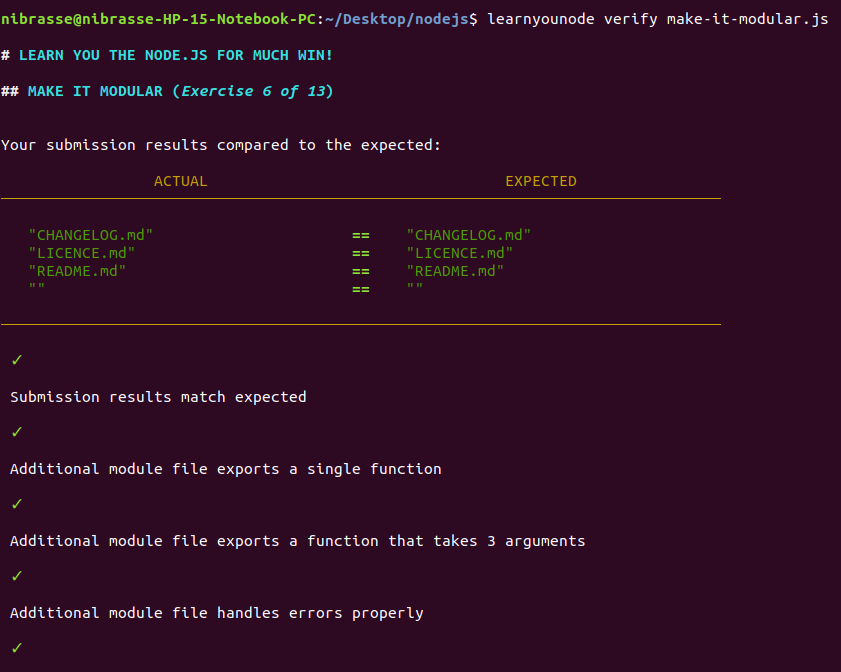 nibrasse@nibrasse-HP-15-Notebook-PC:~/Desktop/nodejs$ learnyounode verify make-it-modular.js
# LEARN YOU THE NODE.JS FOR MUCH WIN!
## MAKE IT MODULAR (Exercise 6 of 13)
Your submission results compared to the expected:
ACTUAL EXPECTED
"CHANGELOG.md" == "CHANGELOG.md"
"LICENCE.md" == "LICENCE.md"
"README.md" == "README.md"
"" == ""
✓
Submission results match expected
✓
Additional module file exports a single function
✓
Additional module file exports a function that takes 3 arguments
✓
Additional module file handles errors properly
✓